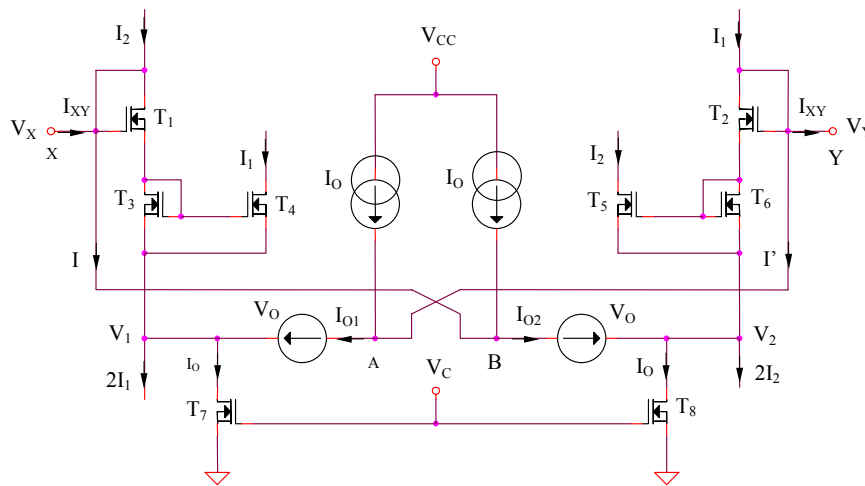 I2
VCC
I1
IXY
T1
VX
X
T2
IXY
VY
Y
I1
IO
IO
I2
T3
T4
T5
T6
I
I'
VO
IO1
IO2
VO
V1
A
B
V2
2I1
IO
VC
IO
2I2
T7
T8